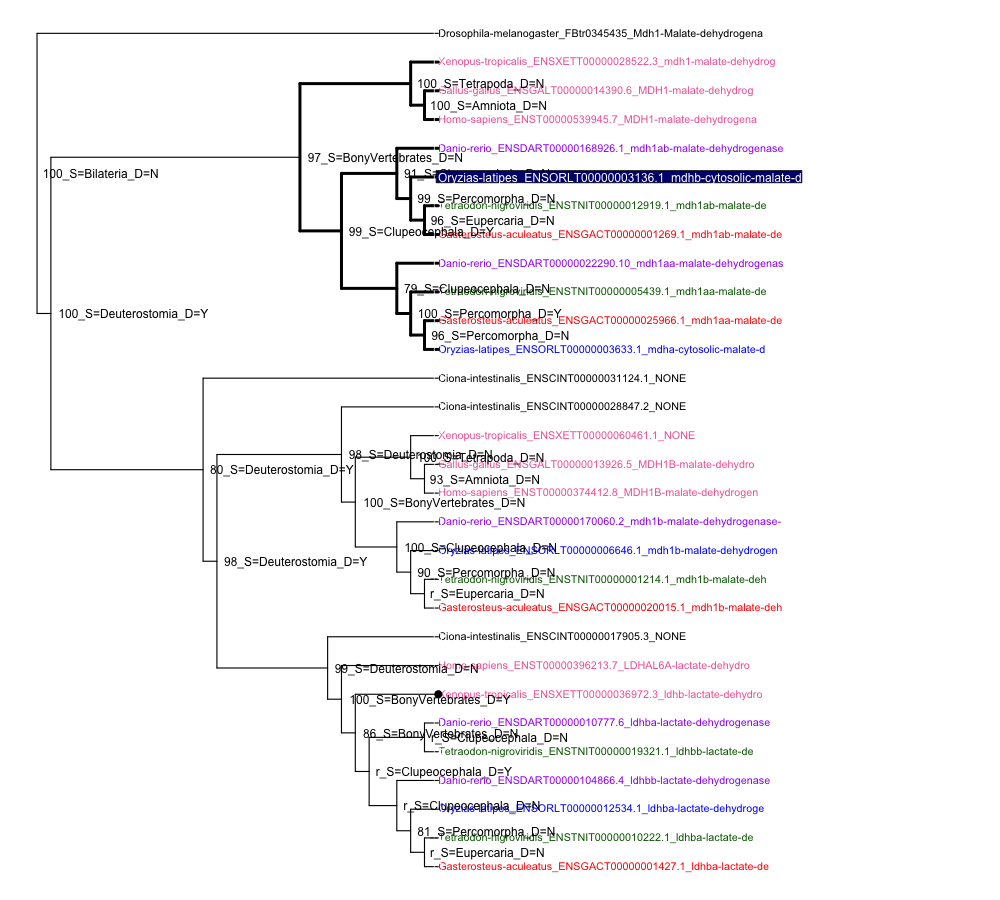 Drosophila-melanogaster_FBtr0345435_Mdh1-Malate-dehydrogena
Xenopus-tropicalis_ENSXETT00000028522.3_mdh1-malate-dehydrog
100_S=Tetrapoda_D=N
Gallus-gallus_ENSGALT00000014390.6_MDH1-malate-dehydrog
100_S=Amniota_D=N
Homo-sapiens_ENST00000539945.7_MDH1-malate-dehydrogena
Danio-rerio_ENSDART00000168926.1_mdh1ab-malate-dehydrogenase
97_S=BonyVertebrates_D=N
100_S=Bilateria_D=N
Oryzias-latipes_ENSORLT00000003136.1_mdhb-cytosolic-malate-d
99_S=Percomorpha_D=N
Tetraodon-nigroviridis_ENSTNIT00000012919.1_mdh1ab-malate-de
96_S=Eupercaria_D=N
99_S=Clupeocephala_D=Y
Gasterosteus-aculeatus_ENSGACT00000001269.1_mdh1ab-malate-de
Danio-rerio_ENSDART00000022290.10_mdh1aa-malate-dehydrogenas
79_S=Clupeocephala_D=N
Tetraodon-nigroviridis_ENSTNIT00000005439.1_mdh1aa-malate-de
100_S=Deuterostomia_D=Y
100_S=Percomorpha_D=Y
Gasterosteus-aculeatus_ENSGACT00000025966.1_mdh1aa-malate-de
96_S=Percomorpha_D=N
Oryzias-latipes_ENSORLT00000003633.1_mdha-cytosolic-malate-d
Ciona-intestinalis_ENSCINT00000031124.1_NONE
Ciona-intestinalis_ENSCINT00000028847.2_NONE
Xenopus-tropicalis_ENSXETT00000060461.1_NONE
98_S=Deuterostomia_D=N
100_S=Tetrapoda_D=N
Gallus-gallus_ENSGALT00000013926.5_MDH1B-malate-dehydro
80_S=Deuterostomia_D=Y
93_S=Amniota_D=N
Homo-sapiens_ENST00000374412.8_MDH1B-malate-dehydrogen
100_S=BonyVertebrates_D=N
Danio-rerio_ENSDART00000170060.2_mdh1b-malate-dehydrogenase-
100_S=Clupeocephala_D=N
Oryzias-latipes_ENSORLT00000006646.1_mdh1b-malate-dehydrogen
98_S=Deuterostomia_D=Y
90_S=Percomorpha_D=N
Tetraodon-nigroviridis_ENSTNIT00000001214.1_mdh1b-malate-deh
r_S=Eupercaria_D=N
Gasterosteus-aculeatus_ENSGACT00000020015.1_mdh1b-malate-deh
Ciona-intestinalis_ENSCINT00000017905.3_NONE
Homo-sapiens_ENST00000396213.7_LDHAL6A-lactate-dehydro
99_S=Deuterostomia_D=N
Xenopus-tropicalis_ENSXETT00000036972.3_ldhb-lactate-dehydro
100_S=BonyVertebrates_D=Y
Danio-rerio_ENSDART00000010777.6_ldhba-lactate-dehydrogenase
86_S=BonyVertebrates_D=N
r_S=Clupeocephala_D=N
Tetraodon-nigroviridis_ENSTNIT00000019321.1_ldhbb-lactate-de
r_S=Clupeocephala_D=Y
Danio-rerio_ENSDART00000104866.4_ldhbb-lactate-dehydrogenase
r_S=Clupeocephala_D=N
Oryzias-latipes_ENSORLT00000012534.1_ldhba-lactate-dehydroge
81_S=Percomorpha_D=N
Tetraodon-nigroviridis_ENSTNIT00000010222.1_ldhba-lactate-de
r_S=Eupercaria_D=N
Gasterosteus-aculeatus_ENSGACT00000001427.1_ldhba-lactate-de